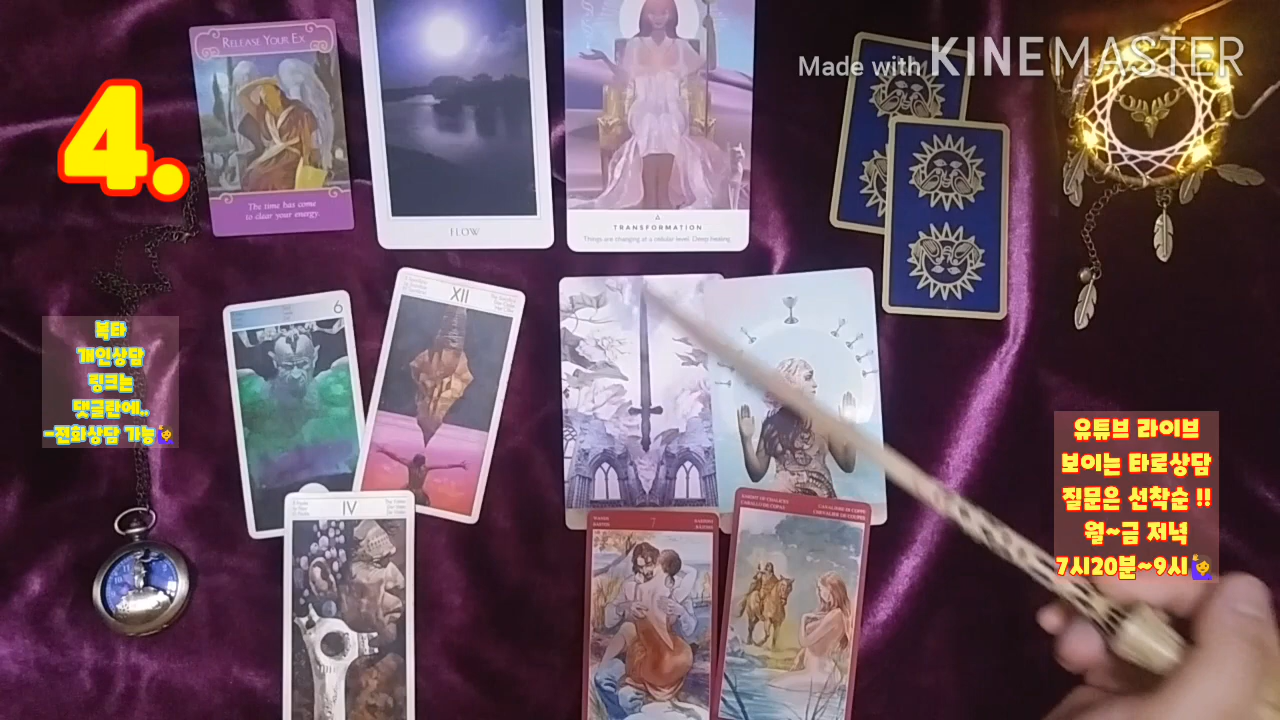 RELEASE YOUR EX
Made with KINEMASTER
4.
The time has come
to clear your energy.
FLOW
TRANSFORMATION
Things are changing at a cellular level. Deep healing.
6
XII
복타
개인상담
링크는
댓글란에..
-전화상담 가능🙋‍♀️
유튜브 라이브
보이는 타로상담
질문은 선착순 !!
월~금 저녁
7시20분~9시🙋‍♀️
IV
7
KNIGHT OF CHALICES